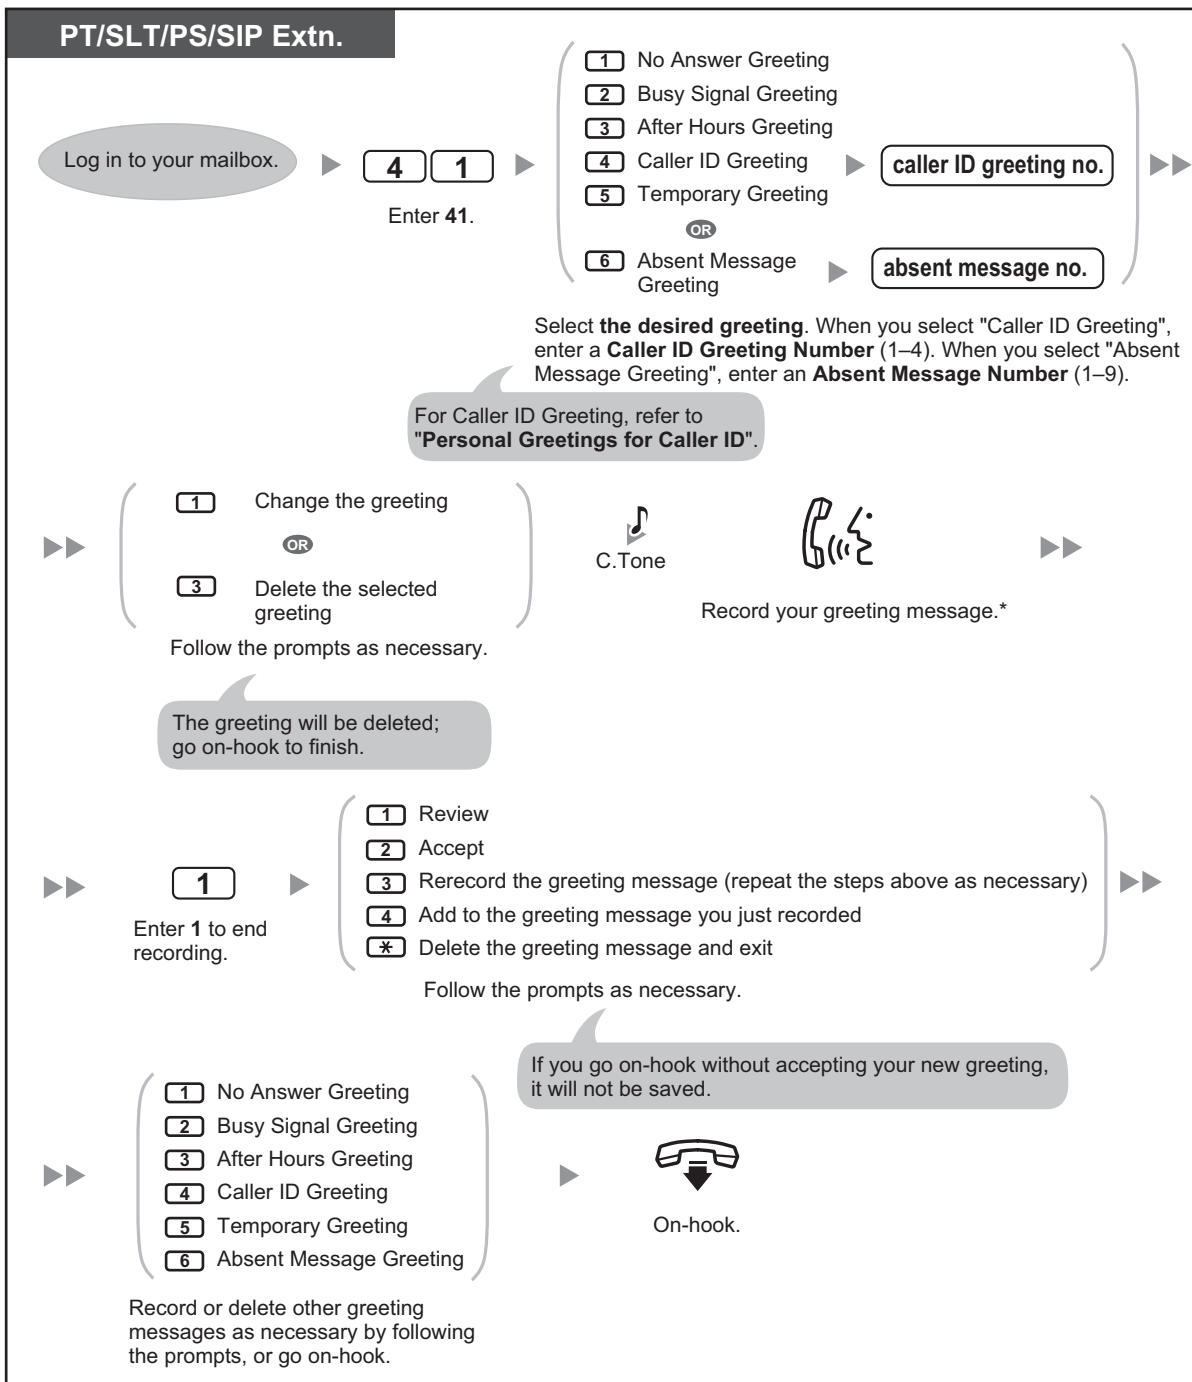 PT/SLT/PS/SIP Extn.
Log in to your mailbox.
4 1
Enter 41.
1 No Answer Greeting
2 Busy Signal Greeting
3 After Hours Greeting
4 Caller ID Greeting
caller ID greeting no.
5 Temporary Greeting
OR
6 Absent Message
Greeting
absent message no.
Select the desired greeting. When you select "Caller ID Greeting",
enter a Caller ID Greeting Number (1–4). When you select "Absent
Message Greeting", enter an Absent Message Number (1–9).
For Caller ID Greeting, refer to
"Personal Greetings for Caller ID".
1 Change the greeting
OR
3 Delete the selected
greeting
Follow the prompts as necessary.
C.Tone
Record your greeting message.*
The greeting will be deleted;
go on-hook to finish.
1
Enter 1 to end
recording.
1 Review
2 Accept
3 Rerecord the greeting message (repeat the steps above as necessary)
4 Add to the greeting message you just recorded
* Delete the greeting message and exit
Follow the prompts as necessary.
If you go on-hook without accepting your new greeting,
it will not be saved.
1 No Answer Greeting
2 Busy Signal Greeting
3 After Hours Greeting
4 Caller ID Greeting
5 Temporary Greeting
6 Absent Message Greeting
Record or delete other greeting
messages as necessary by following
the prompts, or go on-hook.
On-hook.